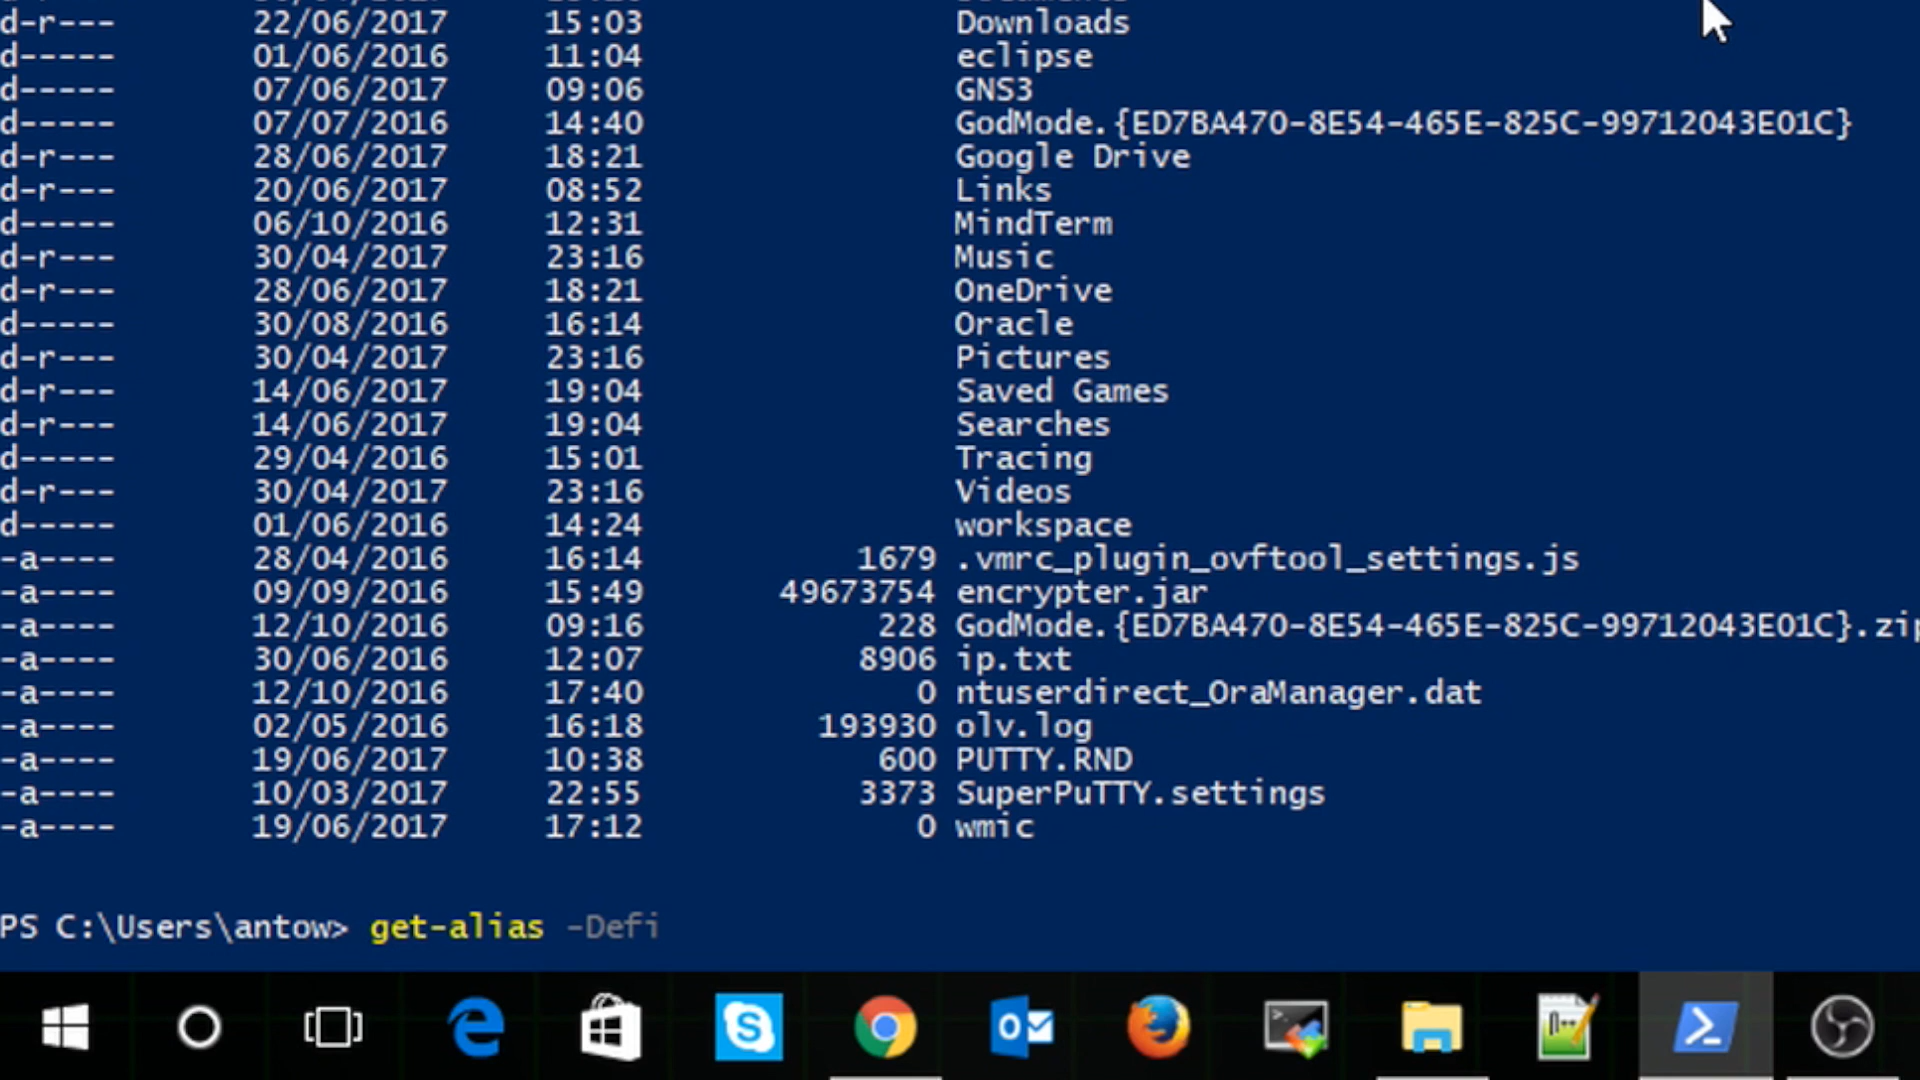 d-r--- 22/06/2017 15:03 Downloads
d----- 01/06/2016 11:04 eclipse
d----- 07/06/2017 09:06 GNS3
d----- 07/07/2016 14:40 GodMode.{ED7BA470-8E54-465E-825C-99712043E01C}
d-r--- 28/06/2017 18:21 Google Drive
d-r--- 20/06/2017 08:52 Links
d----- 06/10/2016 12:31 MindTerm
d-r--- 30/04/2017 23:16 Music
d-r--- 28/06/2017 18:21 OneDrive
d----- 30/08/2016 16:14 Oracle
d-r--- 30/04/2017 23:16 Pictures
d-r--- 14/06/2017 19:04 Saved Games
d-r--- 14/06/2017 19:04 Searches
d----- 29/04/2016 15:01 Tracing
d-r--- 30/04/2017 23:16 Videos
d----- 01/06/2016 14:24 workspace
-a---- 28/04/2016 16:14 1679 .vmrc_plugin_ovftool_settings.js
-a---- 09/09/2016 15:49 49673754 encrypter.jar
-a---- 12/10/2016 09:16 228 GodMode.{ED7BA470-8E54-465E-825C-99712043E01C}.zip
-a---- 30/06/2016 12:07 8906 ip.txt
-a---- 12/10/2016 17:40 0 ntuserdirect_OraManager.dat
-a---- 02/05/2016 16:18 193930 olv.log
-a---- 19/06/2017 10:38 600 PUTTY.RND
-a---- 10/03/2017 22:55 3373 SuperPuTTY.settings
-a---- 19/06/2017 17:12 0 wmic
PS C:\Users\antow> get-alias -Defi